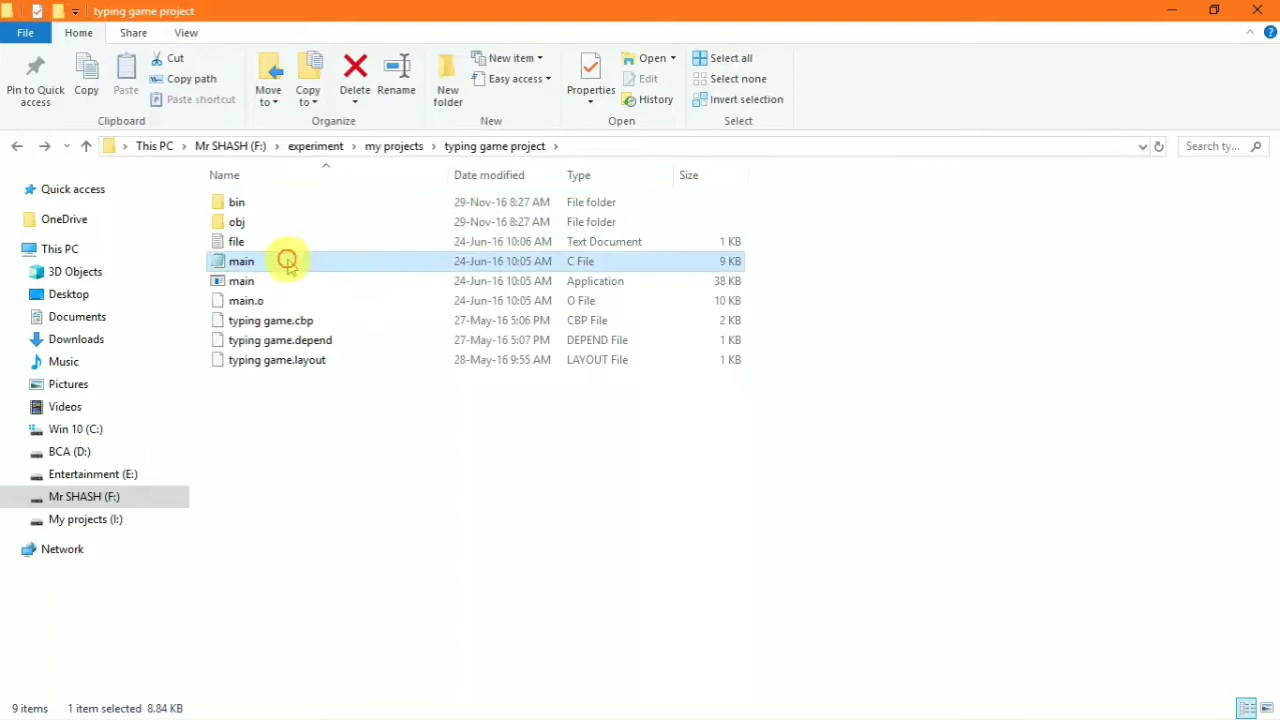 typing game project
File Home Share View
Pin to Quick access
Copy
Paste
Cut
Copy path
Paste shortcut
Clipboard
Move to
Copy to
Delete
Rename
Organize
New folder
New item
Easy access
New
Properties
Open
Edit
History
Open
Select all
Select none
Invert selection
Select
This PC Mr SHASH (F:) experiment my projects typing game project
Search ty...
Name Date modified Type Size
Quick access
OneDrive
This PC
3D Objects
Desktop
Documents
Downloads
Music
Pictures
Videos
Win 10 (C:)
BCA (D:)
Entertainment (E:)
Mr SHASH (F:)
My projects (I:)
Network
bin 29-Nov-16 8:27 AM File folder
obj 29-Nov-16 8:27 AM File folder
file 24-Jun-16 10:06 AM Text Document 1 KB
main 24-Jun-16 10:05 AM C File 9 KB
main 24-Jun-16 10:05 AM Application 38 KB
main.o 24-Jun-16 10:05 AM O File 10 KB
typing game.cbp 27-May-16 5:06 PM CBP File 2 KB
typing game.depend 27-May-16 5:07 PM DEPEND File 1 KB
typing game.layout 28-May-16 9:55 AM LAYOUT File 1 KB
9 items 1 item selected 8.84 KB